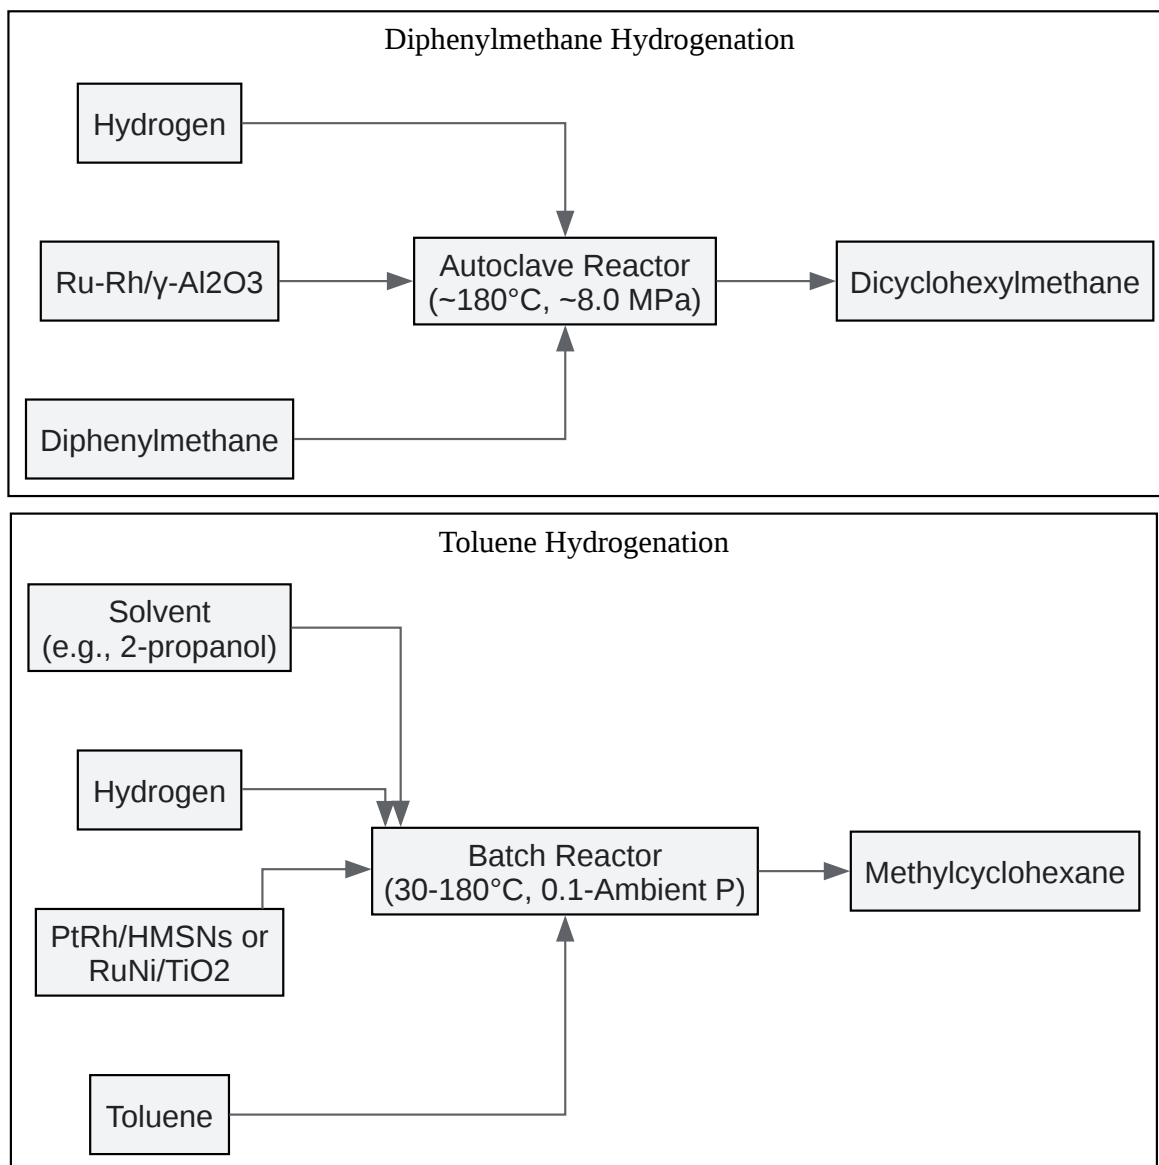 Diphenylmethane Hydrogenation
Hydrogen
Ru-Rh/γ-Al2O3
Autoclave Reactor
(~180°C, ~8.0 MPa)
Dicyclohexylmethane
Diphenylmethane
Toluene Hydrogenation
Solvent
(e.g., 2-propanol)
Hydrogen
Batch Reactor
(30-180°C, 0.1-Ambient P)
Methylcyclohexane
PtRh/HMSNs or
RuNi/TiO2
Toluene